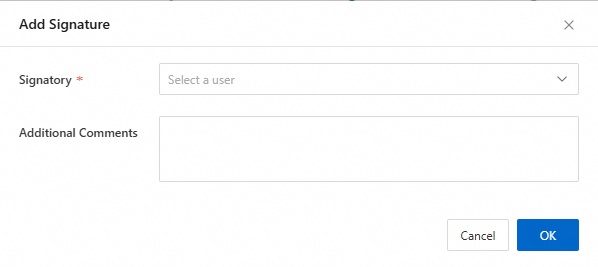 Add Signature
Signatory *
Select a user
Additional Comments
Cancel
OK